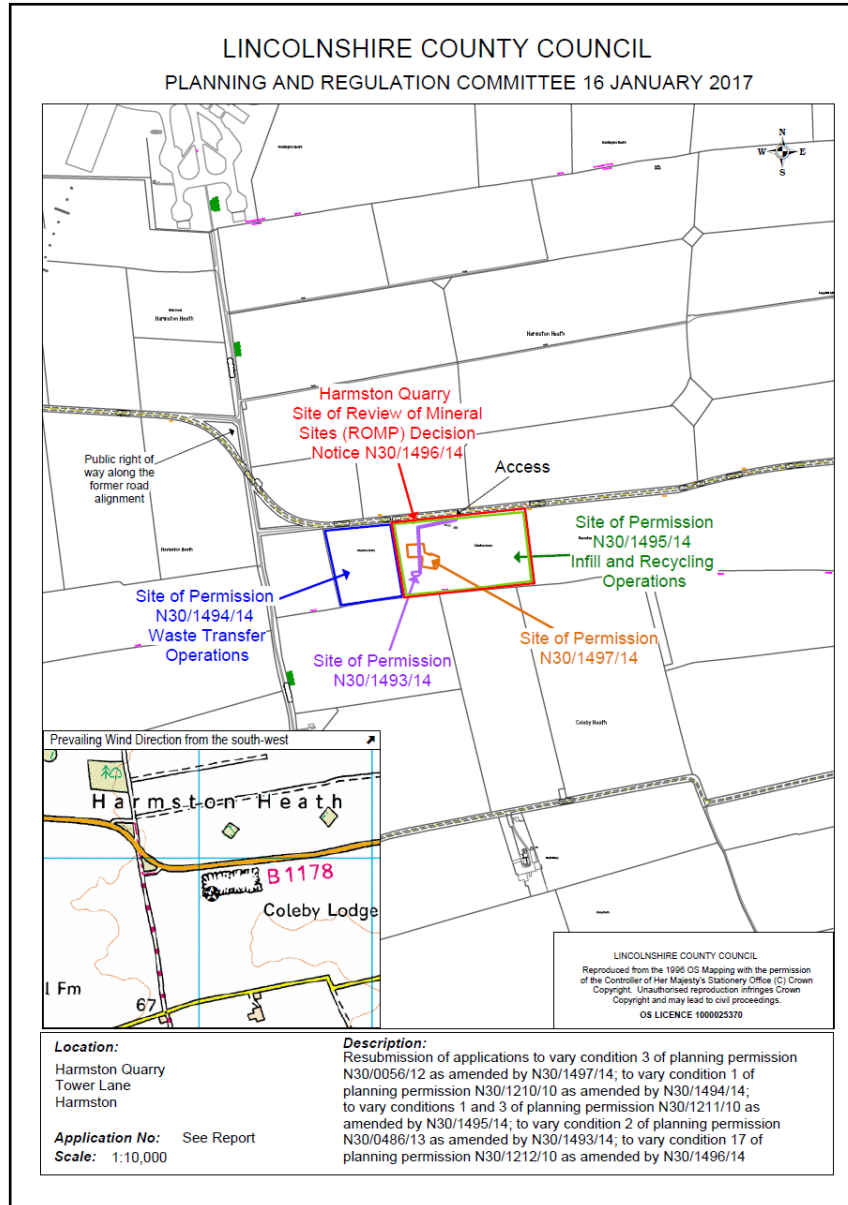 LINCOLNSHIRE COUNTY COUNCIL
PLANNING AND REGULATION COMMITTEE 16 JANUARY 2017
N
W E
S
Harmston Heath
Harmston Heath
Harmston Quarry
Site of Review of Mineral
Sites (ROMP) Decision
Notice N30/1496/14
Public right of
way along the
former road
alignment
Access
Harmston Heath
Site of Permission
N30/1495/14
Infill and Recycling
Operations
Site of Permission
N30/1494/14
Waste Transfer
Operations
Site of Permission
N30/1493/14
Site of Permission
N30/1497/14
Coleby Heath
Prevailing Wind Direction from the south-west
Harmston Heath
B 1178
Coleby Lodge
l Fm
67
LINCOLNSHIRE COUNTY COUNCIL
Reproduced from the 1996 OS Mapping with the permission
of the Controller of Her Majesty's Stationery Office (C) Crown
Copyright. Unauthorised reproduction infringes Crown
Copyright and may lead to civil proceedings.
OS LICENCE 1000025370
Location:
Harmston Quarry
Tower Lane
Harmston
Application No: See Report
Scale: 1:10,000
Description:
Resubmission of applications to vary condition 3 of planning permission
N30/0056/12 as amended by N30/1497/14; to vary condition 1 of
planning permission N30/1210/10 as amended by N30/1494/14;
to vary conditions 1 and 3 of planning permission N30/1211/10 as
amended by N30/1495/14; to vary condition 2 of planning permission
N30/0486/13 as amended by N30/1493/14; to vary condition 17 of
planning permission N30/1212/10 as amended by N30/1496/14